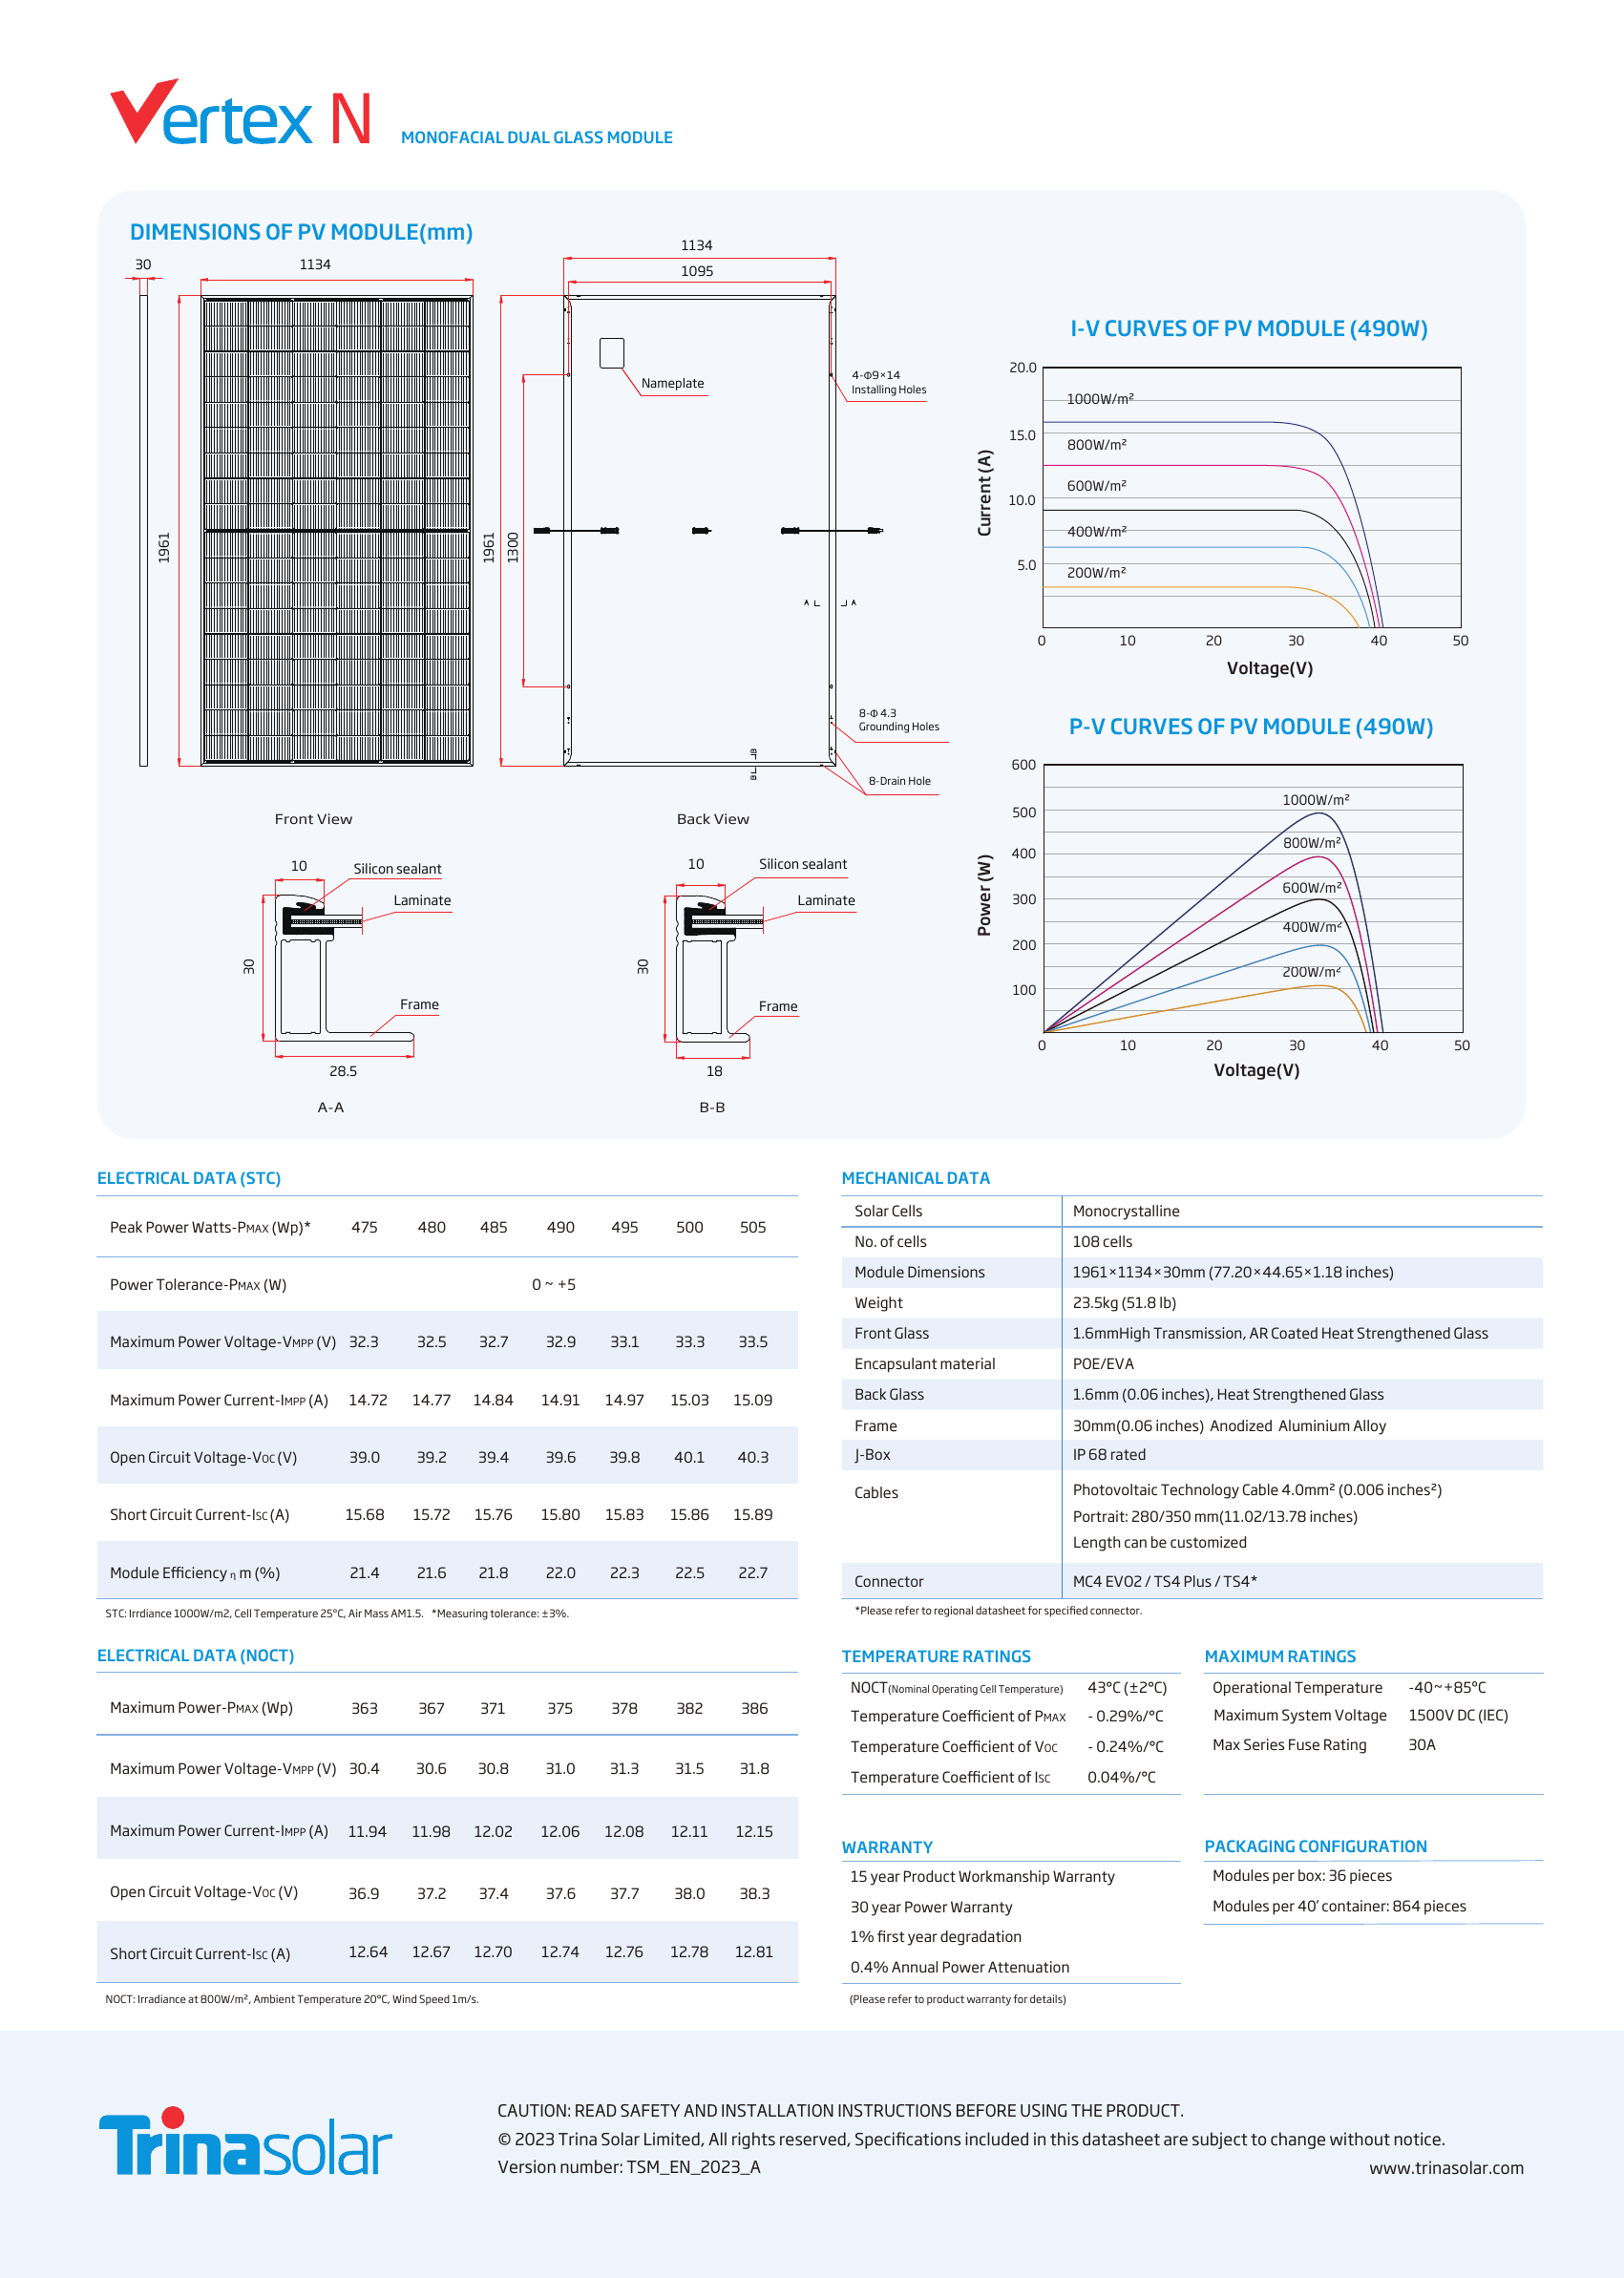 Vertex N MONOFACIAL DUAL GLASS MODULE
DIMENSIONS OF PV MODULE(mm)
30
1134
1134
1095
1961
1961
1300
Nameplate
4-Φ9×14
Installing Holes
A
A
8-Φ 4.3
Grounding Holes
B
B
8-Drain Hole
Front View
Back View
10
Silicon sealant
Laminate
30
Frame
28.5
A-A
10
Silicon sealant
Laminate
30
Frame
18
B-B
I-V CURVES OF PV MODULE (490W)
20.0
15.0
10.0
5.0
Current (A)
1000W/m²
800W/m²
600W/m²
400W/m²
200W/m²
0 10 20 30 40 50
Voltage(V)
P-V CURVES OF PV MODULE (490W)
600
500
400
300
200
100
Power (W)
1000W/m²
800W/m²
600W/m²
400W/m²
200W/m²
0 10 20 30 40 50
Voltage(V)
ELECTRICAL DATA (STC)
Peak Power Watts-PMAX (Wp)* 475 480 485 490 495 500 505
Power Tolerance-PMAX (W) 0 ~ +5
Maximum Power Voltage-VMPP (V) 32.3 32.5 32.7 32.9 33.1 33.3 33.5
Maximum Power Current-IMPP (A) 14.72 14.77 14.84 14.91 14.97 15.03 15.09
Open Circuit Voltage-VOC (V) 39.0 39.2 39.4 39.6 39.8 40.1 40.3
Short Circuit Current-ISC (A) 15.68 15.72 15.76 15.80 15.83 15.86 15.89
Module Efficiency η m (%) 21.4 21.6 21.8 22.0 22.3 22.5 22.7
STC: Irrdiance 1000W/m2, Cell Temperature 25°C, Air Mass AM1.5. *Measuring tolerance: ±3%.
ELECTRICAL DATA (NOCT)
Maximum Power-PMAX (Wp) 363 367 371 375 378 382 386
Maximum Power Voltage-VMPP (V) 30.4 30.6 30.8 31.0 31.3 31.5 31.8
Maximum Power Current-IMPP (A) 11.94 11.98 12.02 12.06 12.08 12.11 12.15
Open Circuit Voltage-VOC (V) 36.9 37.2 37.4 37.6 37.7 38.0 38.3
Short Circuit Current-ISC (A) 12.64 12.67 12.70 12.74 12.76 12.78 12.81
NOCT: Irradiance at 800W/m², Ambient Temperature 20°C, Wind Speed 1m/s.
MECHANICAL DATA
Solar Cells Monocrystalline
No. of cells 108 cells
Module Dimensions 1961×1134×30mm (77.20×44.65×1.18 inches)
Weight 23.5kg (51.8 lb)
Front Glass 1.6mmHigh Transmission, AR Coated Heat Strengthened Glass
Encapsulant material POE/EVA
Back Glass 1.6mm (0.06 inches), Heat Strengthened Glass
Frame 30mm(0.06 inches) Anodized Aluminium Alloy
J-Box IP 68 rated
Cables Photovoltaic Technology Cable 4.0mm² (0.006 inches²)
Portrait: 280/350 mm(11.02/13.78 inches)
Length can be customized
Connector MC4 EVO2 / TS4 Plus / TS4*
*Please refer to regional datasheet for specified connector.
TEMPERATURE RATINGS
NOCT(Nominal Operating Cell Temperature) 43°C (±2°C)
Temperature Coefficient of PMAX - 0.29%/°C
Temperature Coefficient of VOC - 0.24%/°C
Temperature Coefficient of ISC 0.04%/°C
MAXIMUM RATINGS
Operational Temperature -40~+85°C
Maximum System Voltage 1500V DC (IEC)
Max Series Fuse Rating 30A
WARRANTY
15 year Product Workmanship Warranty
30 year Power Warranty
1% first year degradation
0.4% Annual Power Attenuation
(Please refer to product warranty for details)
PACKAGING CONFIGURATION
Modules per box: 36 pieces
Modules per 40' container: 864 pieces
Trinasolar
CAUTION: READ SAFETY AND INSTALLATION INSTRUCTIONS BEFORE USING THE PRODUCT.
© 2023 Trina Solar Limited, All rights reserved, Specifications included in this datasheet are subject to change without notice.
Version number: TSM_EN_2023_A
www.trinasolar.com